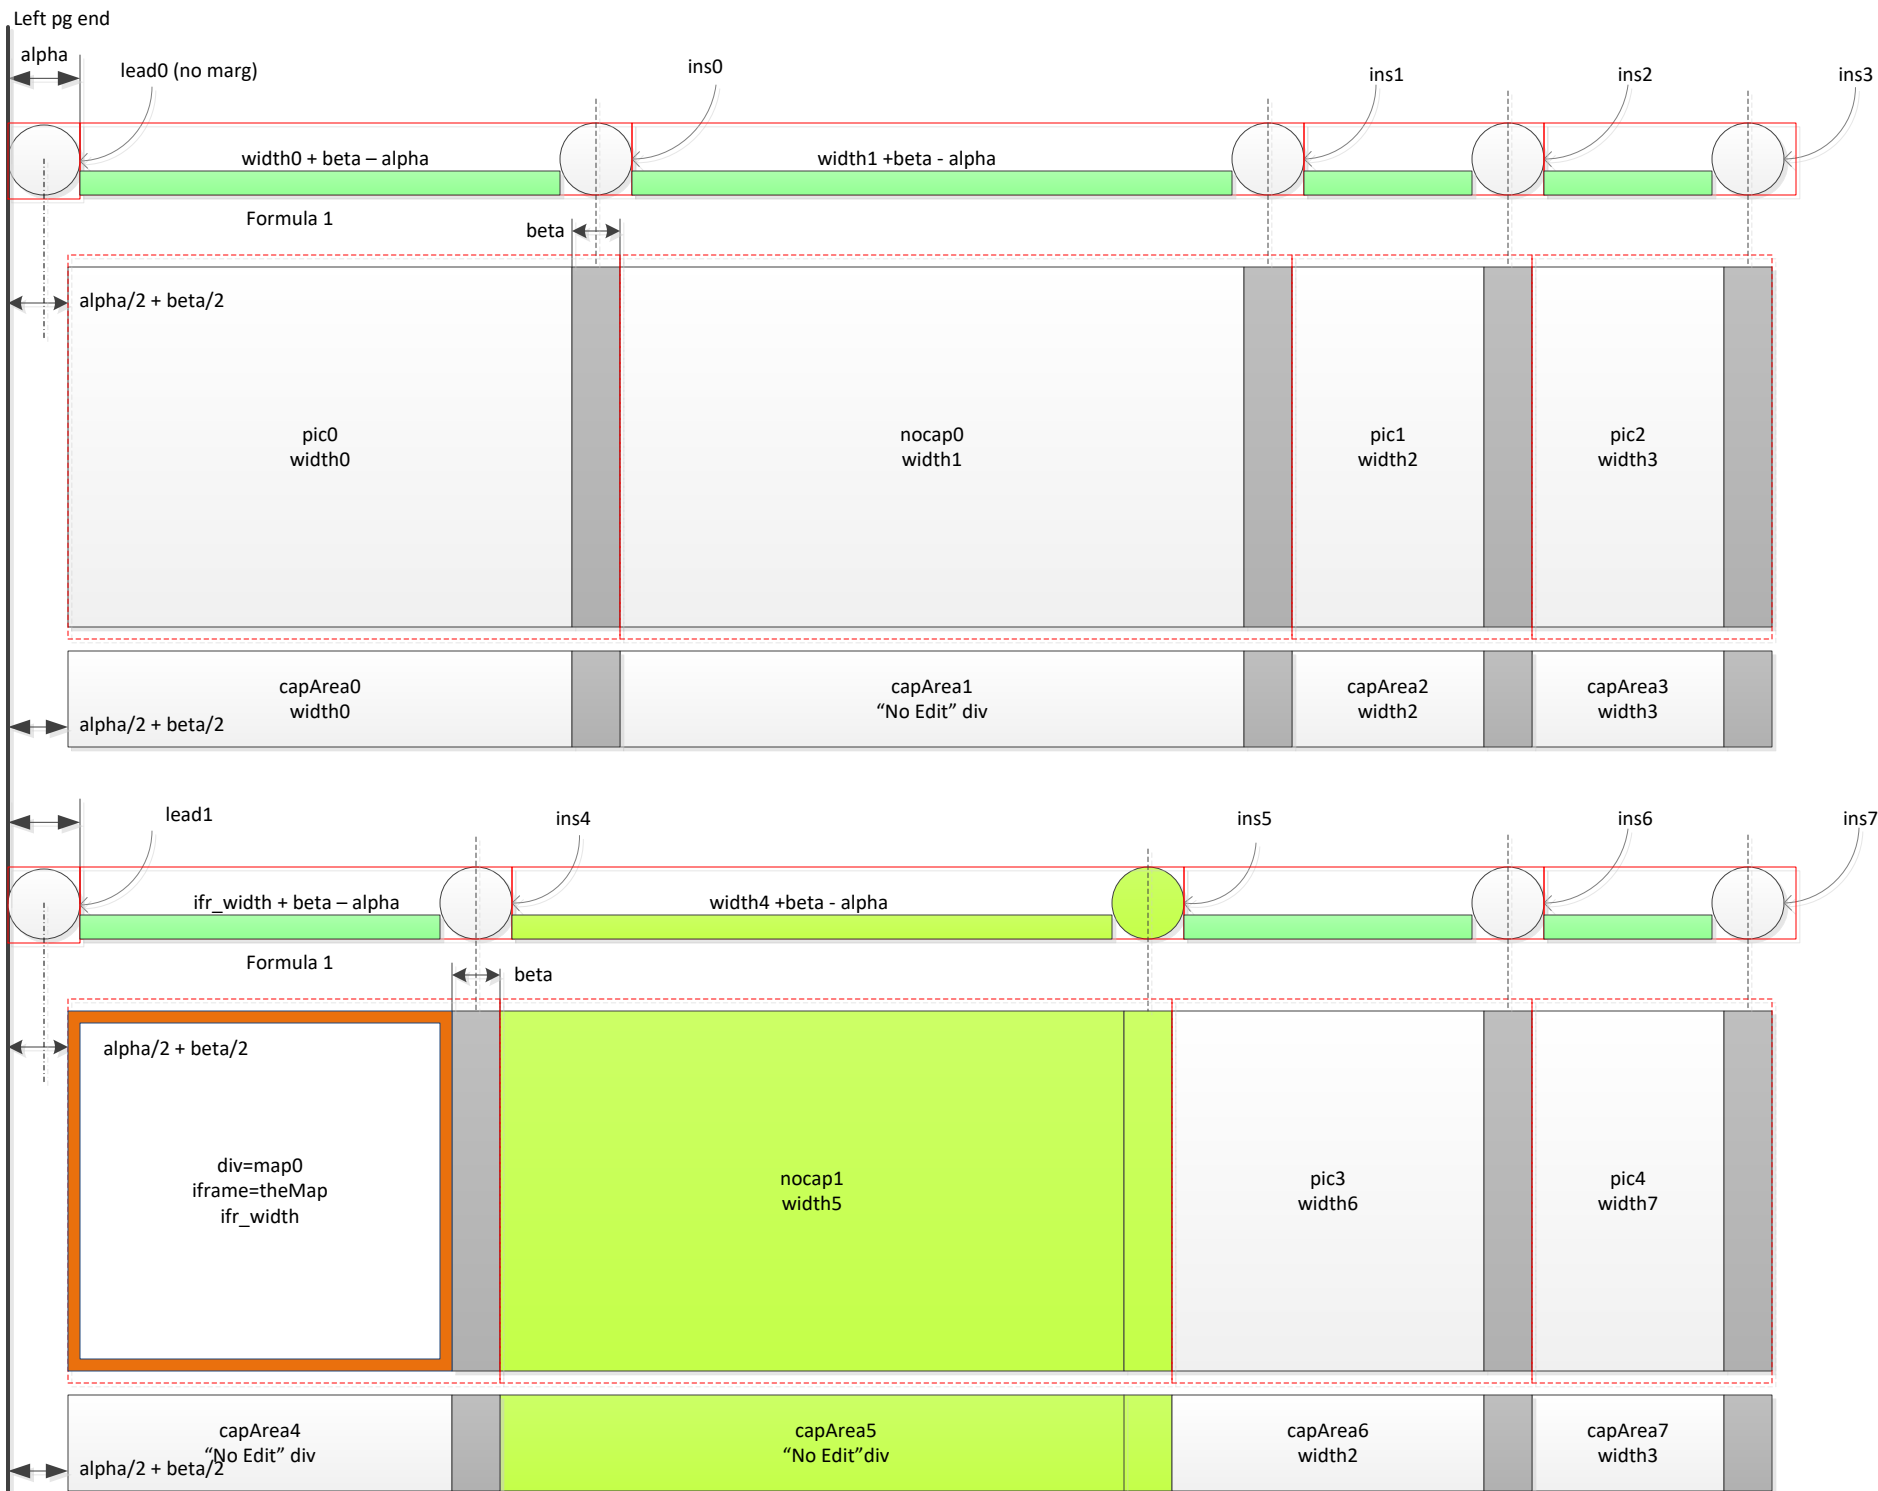 Left pg end
alpha
lead0 (no marg)
ins0
ins1
ins2
ins3
width0 + beta – alpha
width1 +beta - alpha
Formula 1
beta
alpha/2 + beta/2
pic0
width0
nocap0
width1
pic1
width2
pic2
width3
capArea0
width0
capArea1
“No Edit” div
capArea2
width2
capArea3
width3
alpha/2 + beta/2
lead1
ins4
ins5
ins6
ins7
ifr_width + beta – alpha
width4 +beta - alpha
Formula 1
beta
alpha/2 + beta/2
div=map0
iframe=theMap
ifr_width
nocap1
width5
pic3
width6
pic4
width7
capArea4
“No Edit” div
capArea5
“No Edit”div
capArea6
width2
capArea7
width3
alpha/2 + beta/2